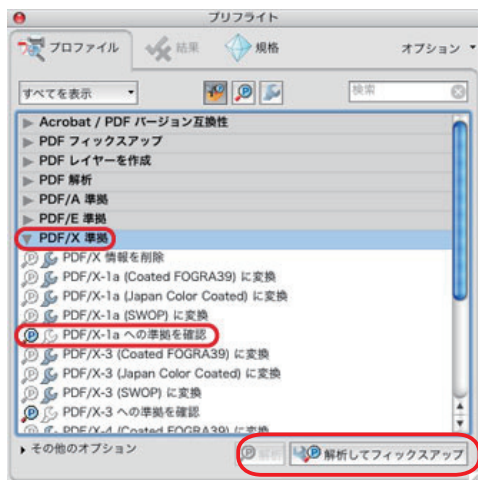 プリフライト
プロファイル 結果 規格 オプション
すべてを表示 検索
Acrobat / PDF バージョン互換性
PDF フィックスアップ
PDF レイヤーを作成
PDF 解析
PDF/A 準拠
PDF/E 準拠
PDF/X 準拠
PDF/X 情報を削除
PDF/X-1a (Coated FOGRA39) に変換
PDF/X-1a (Japan Color Coated) に変換
PDF/X-1a (SWOP) に変換
PDF/X-1a への準拠を確認
PDF/X-3 (Coated FOGRA39) に変換
PDF/X-3 (Japan Color Coated) に変換
PDF/X-3 (SWOP) に変換
PDF/X-3 への準拠を確認
PDF/X-4 (Coated FOGRA39) に変換
その他のオプション 解析 解析してフィックスアップ